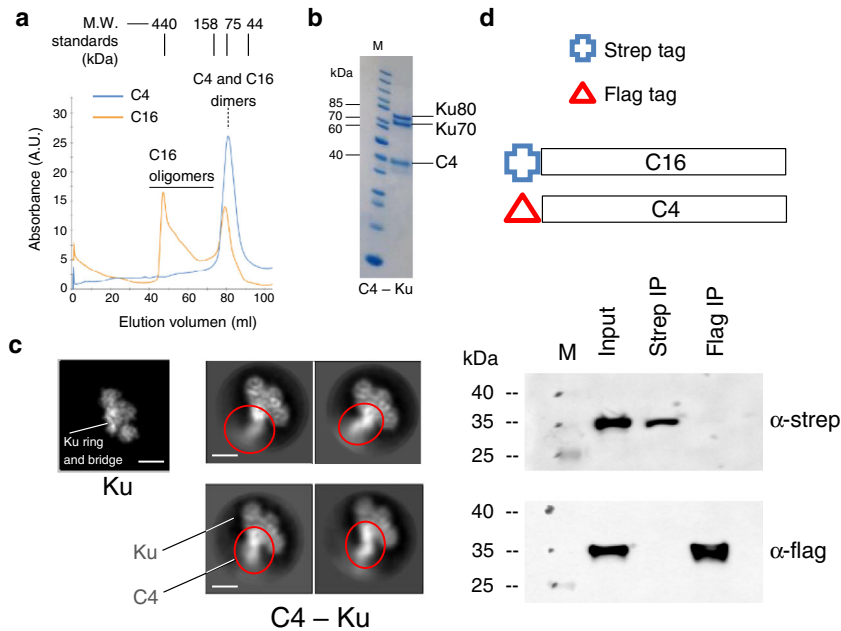 a
M.W.
standards
(kDa)
440
158
75
44
C4 and C16
dimers
C4
C16
C16
oligomers
Absorbance (A.U.)
30
25
20
15
10
5
0
0
20
40
60
80
100
Elution volumen (ml)
b
M
kDa
85
70
60
40
Ku80
Ku70
C4
C4 – Ku
c
Ku ring
and bridge
Ku
Ku
C4
C4 – Ku
d
Strep tag
Flag tag
C16
C4
kDa
M
Input
Strep IP
Flag IP
40 --
35 --
25 --
α-strep
40 --
35 --
25 --
α-flag